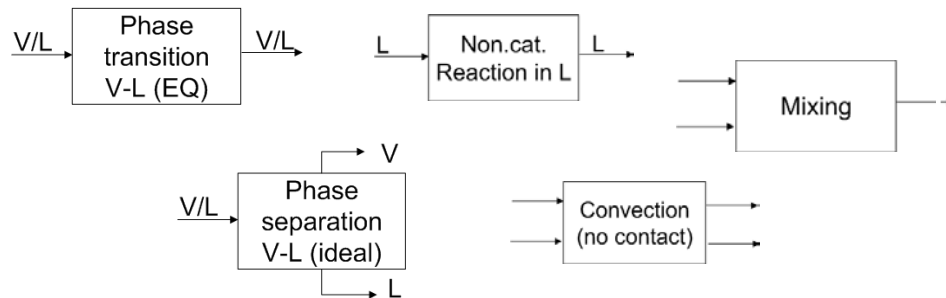 V/L
Phase
transition
V-L (EQ)
V/L
L
Non.cat.
Reaction in L
L
Mixing
V/L
Phase
separation
V-L (ideal)
V
L
Convection
(no contact)